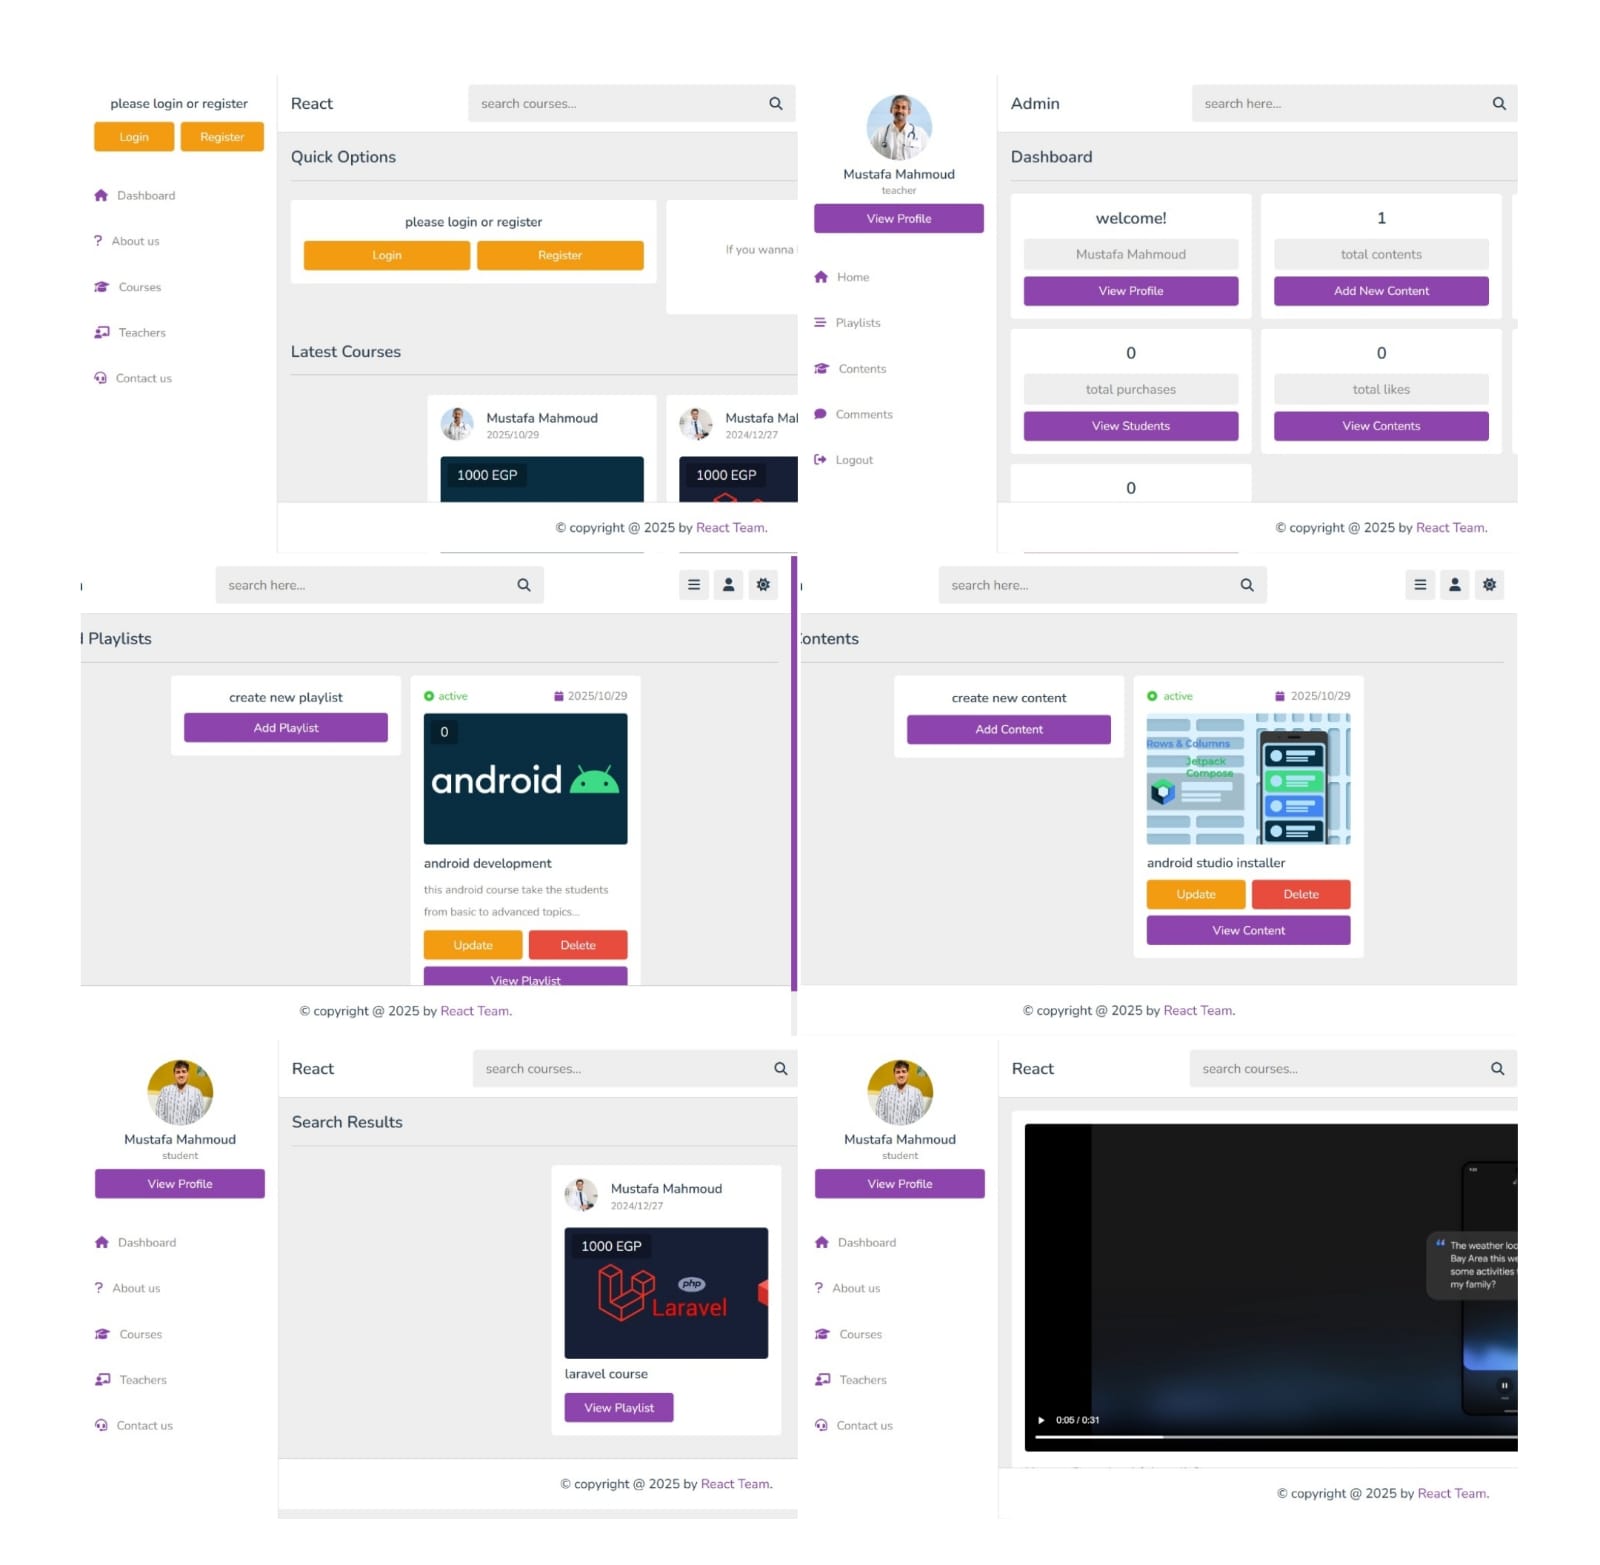 please login or register
Login
Register
Dashboard
About us
Courses
Teachers
Contact us
React
search courses...
Quick Options
please login or register
Login
Register
If you wanna
Latest Courses
Mustafa Mahmoud
2025/10/29
1000 EGP
Mustafa Mah
2024/12/27
1000 EGP
© copyright @ 2025 by React Team.
Mustafa Mahmoud
teacher
View Profile
Home
Playlists
Contents
Comments
Logout
Admin
search here...
Dashboard
welcome!
Mustafa Mahmoud
View Profile
1
total contents
Add New Content
0
total purchases
View Students
0
total likes
View Contents
0
© copyright @ 2025 by React Team.
search here...
Playlists
create new playlist
Add Playlist
active
2025/10/29
0
android
android development
this android course take the students
from basic to advanced topics...
Update
Delete
View Playlist
© copyright @ 2025 by React Team.
search here...
ontents
create new content
Add Content
active
2025/10/29
Rows & Columns
Jetpack
Compose
android studio installer
Update
Delete
View Content
© copyright @ 2025 by React Team.
Mustafa Mahmoud
student
View Profile
Dashboard
About us
Courses
Teachers
Contact us
React
search courses...
Search Results
Mustafa Mahmoud
2024/12/27
1000 EGP
php
Laravel
laravel course
View Playlist
© copyright @ 2025 by React Team.
Mustafa Mahmoud
student
View Profile
Dashboard
About us
Courses
Teachers
Contact us
React
search courses...
The weather loo
Bay Area this we
some activities
my family?
0:05 / 0:31
© copyright @ 2025 by React Team.